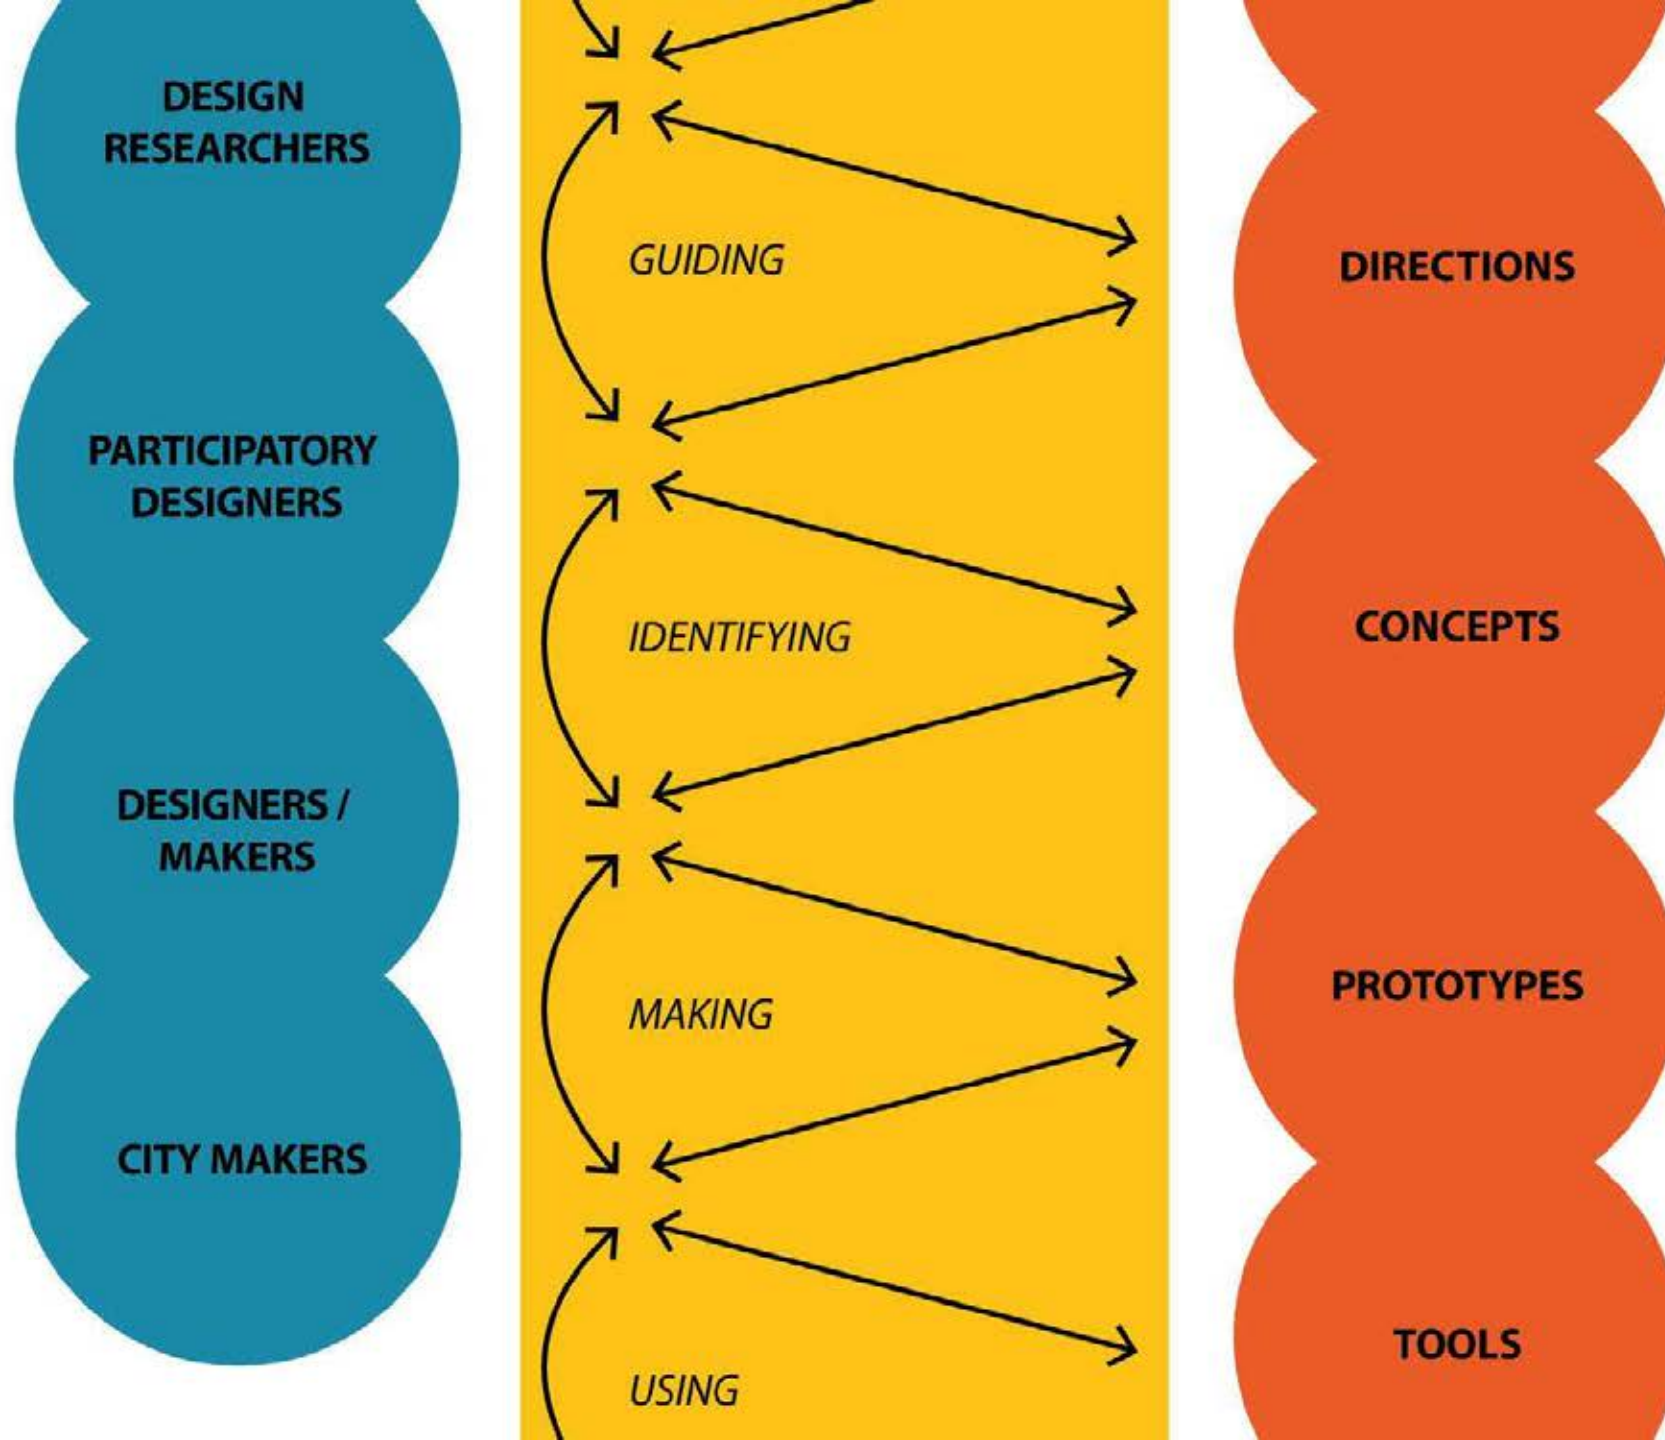 DESIGN
RESEARCHERS
PARTICIPATORY
DESIGNERS
DESIGNERS /
MAKERS
CITY MAKERS
GUIDING
IDENTIFYING
MAKING
USING
DIRECTIONS
CONCEPTS
PROTOTYPES
TOOLS